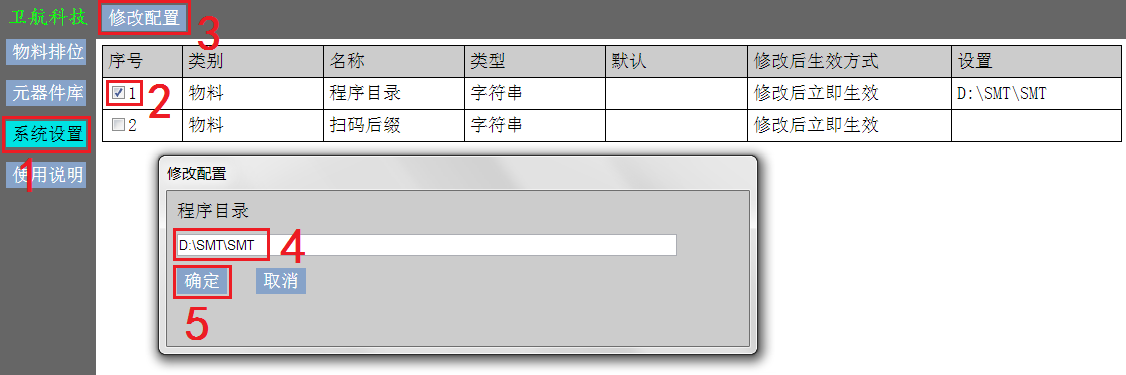 卫航科技
修改配置
3
物料排位
元器件库
系统设置
1
使用说明
序号 类别 名称 类型 默认 修改后生效方式 设置
1 物料 程序目录 字符串 修改后立即生效 D:\SMT\SMT
2
2 物料 扫码后缀 字符串 修改后立即生效
修改配置
程序目录
D:\SMT\SMT
4
确定 取消
5